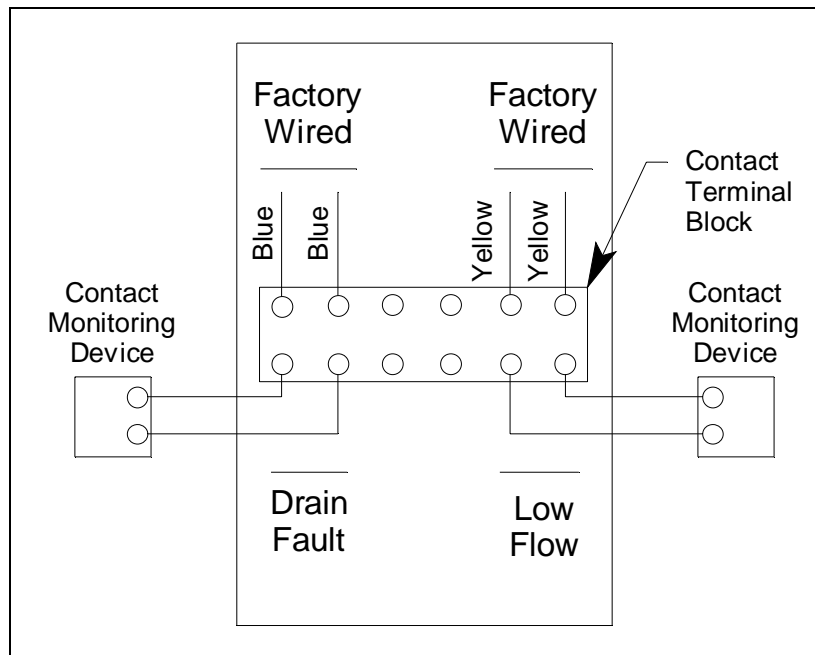 Factory
Wired
Factory
Wired
Contact
Terminal
Block
Blue
Blue
Yellow
Yellow
Contact
Monitoring
Device
Contact
Monitoring
Device
Drain
Fault
Low
Flow